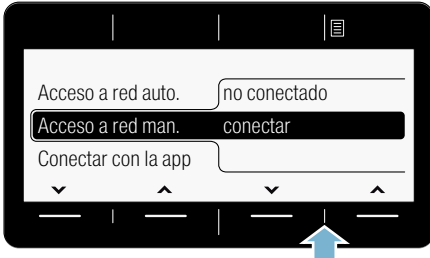 Acceso a red auto. no conectado
Acceso a red man. conectar
Conectar con la app